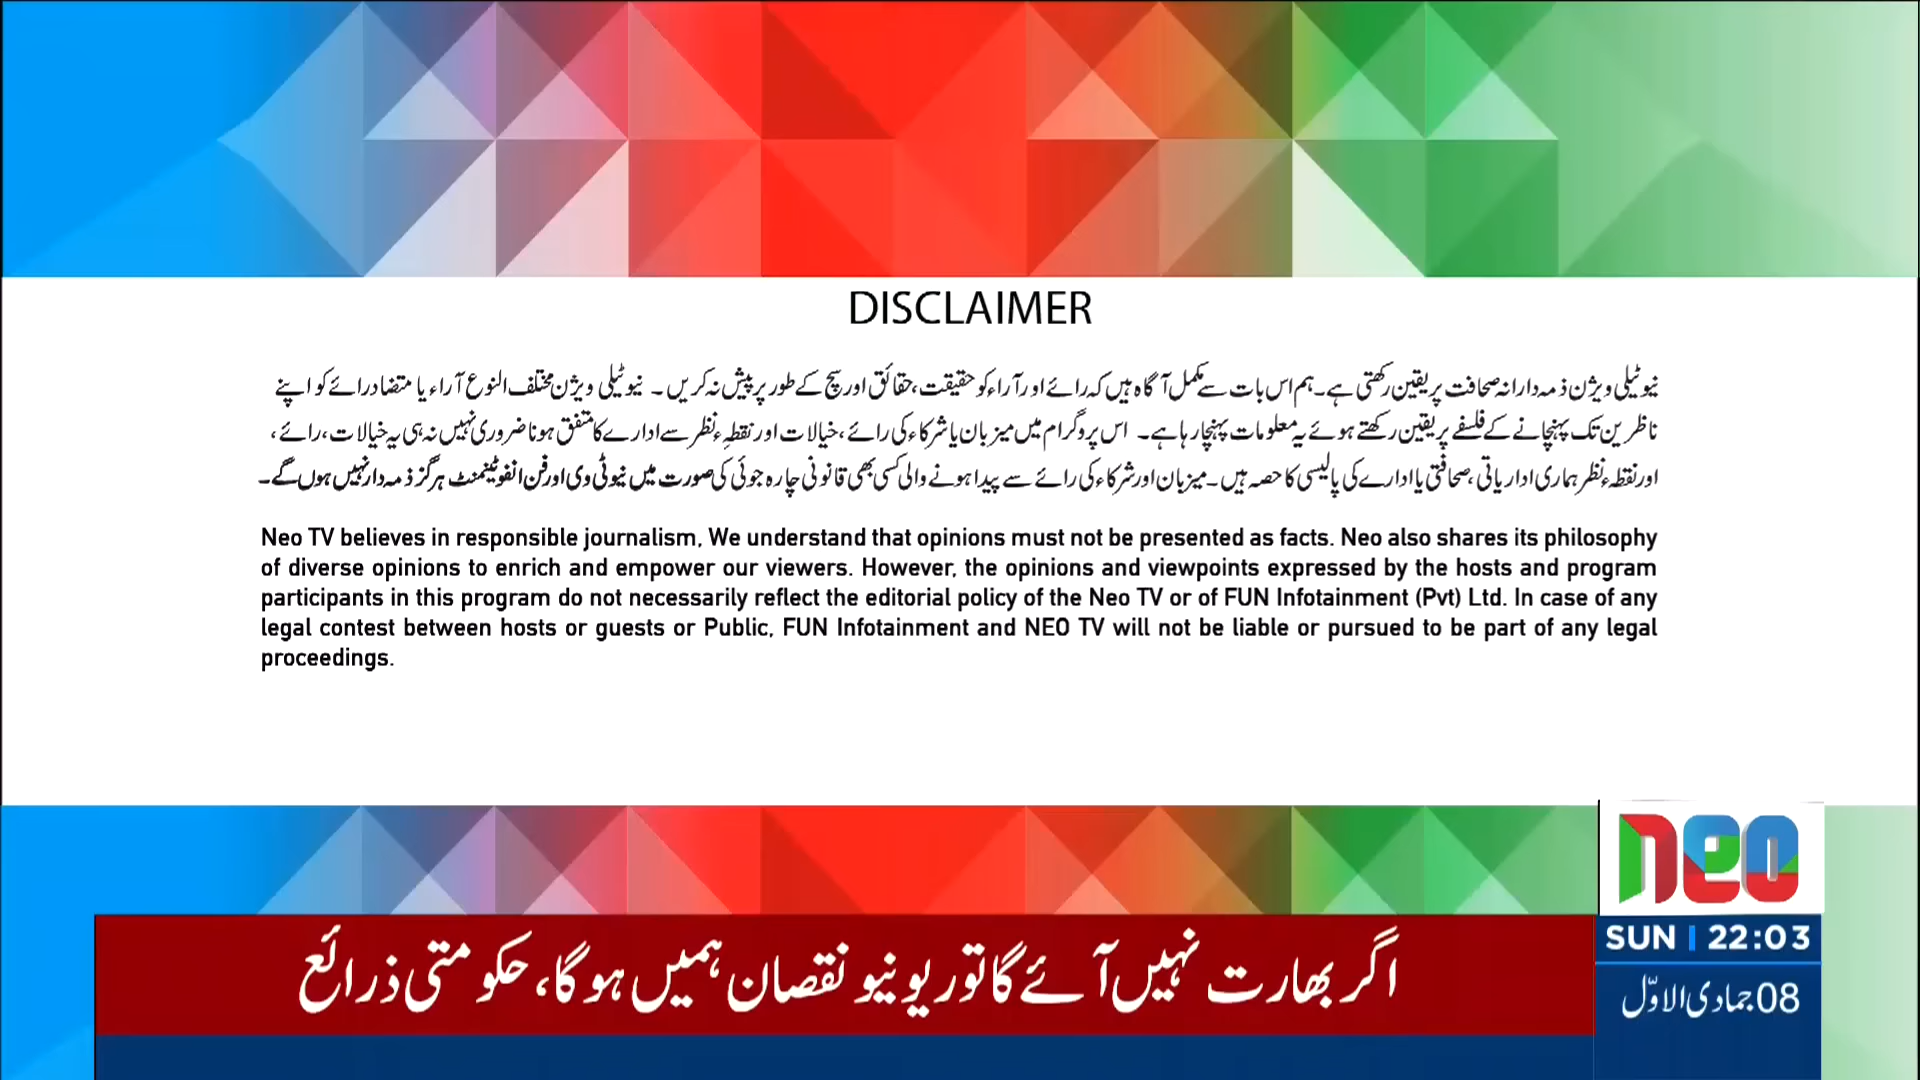 DISCLAIMER
نیو ٹیلی ویژن ذمہ دارانہ صحافت پر یقین رکھتی ہے۔ ہم اس بات سے مکمل آگاہ ہیں کہ رائے اور آراء کو حقیقت، حقائق اور سچ کے طور پر پیش نہ کریں ۔ نیو ٹیلی ویژن مختلف النوع آراء یا متضاد رائے کو اپنے
ناظرین تک پہنچانے کے فلسفے پر یقین رکھتے ہوئے یہ معلومات پہنچا رہا ہے۔ اس پروگرام میں میزبان یا شرکاء کی رائے، خیالات اور نقطہء نظر سے ادارے کا متفق ہونا ضروری نہیں نہ ہی یہ خیالات، رائے،
اور نقطہء نظر ہماری ادارياتی، صحافتی یا ادارے کی پالیسی کا حصہ ہیں۔ میزبان اور شرکاء کی رائے سے پیدا ہونے والی کسی بھی قانونی چارہ جوئی کی صورت میں نیو ٹی وی اور فن انفوٹینمنٹ ہرگز ذمہ دار نہیں ہوں گے۔
Neo TV believes in responsible journalism, We understand that opinions must not be presented as facts. Neo also shares its philosophy
of diverse opinions to enrich and empower our viewers. However, the opinions and viewpoints expressed by the hosts and program
participants in this program do not necessarily reflect the editorial policy of the Neo TV or of FUN Infotainment (Pvt) Ltd. In case of any
legal contest between hosts or guests or Public, FUN Infotainment and NEO TV will not be liable or pursued to be part of any legal
proceedings.
neo
SUN | 22:03
08 جمادی الاوّل
اگر بھارت نہیں آئے گا تو ریونیو نقصان ہمیں ہوگا، حکومتی ذرائع